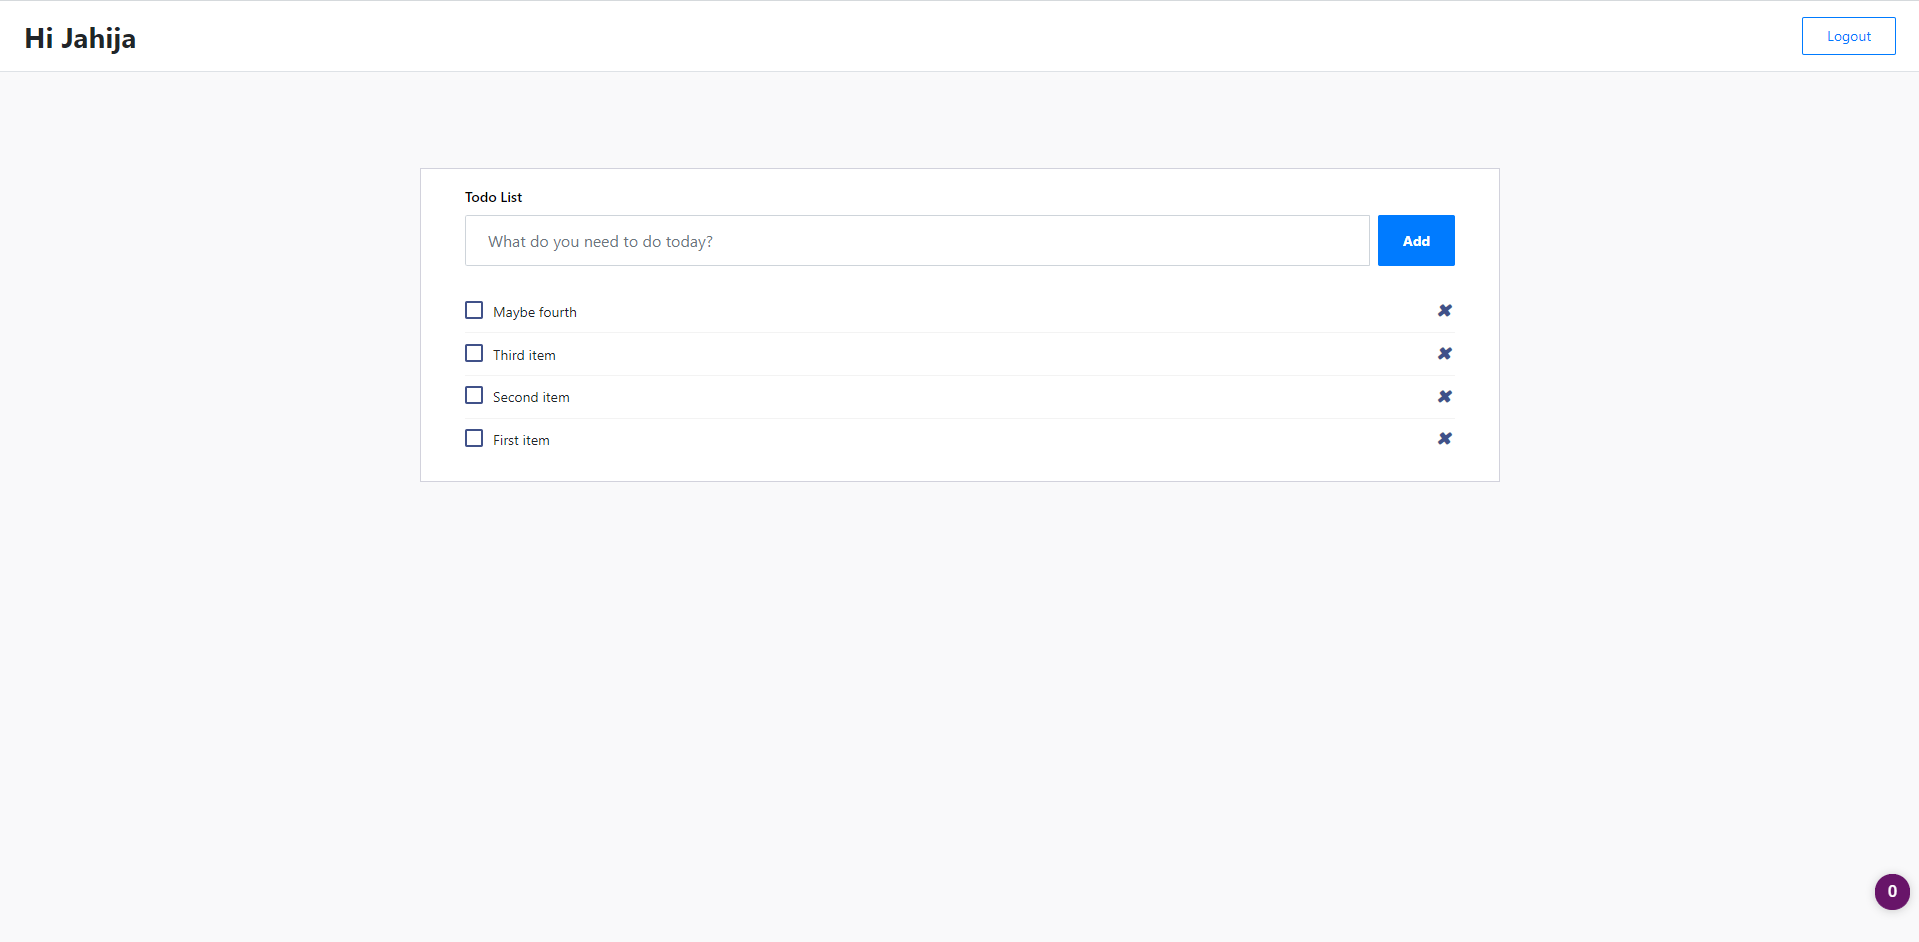 Hi Jahija
Logout
Todo List
What do you need to do today?
Add
Maybe fourth
Third item
Second item
First item
0